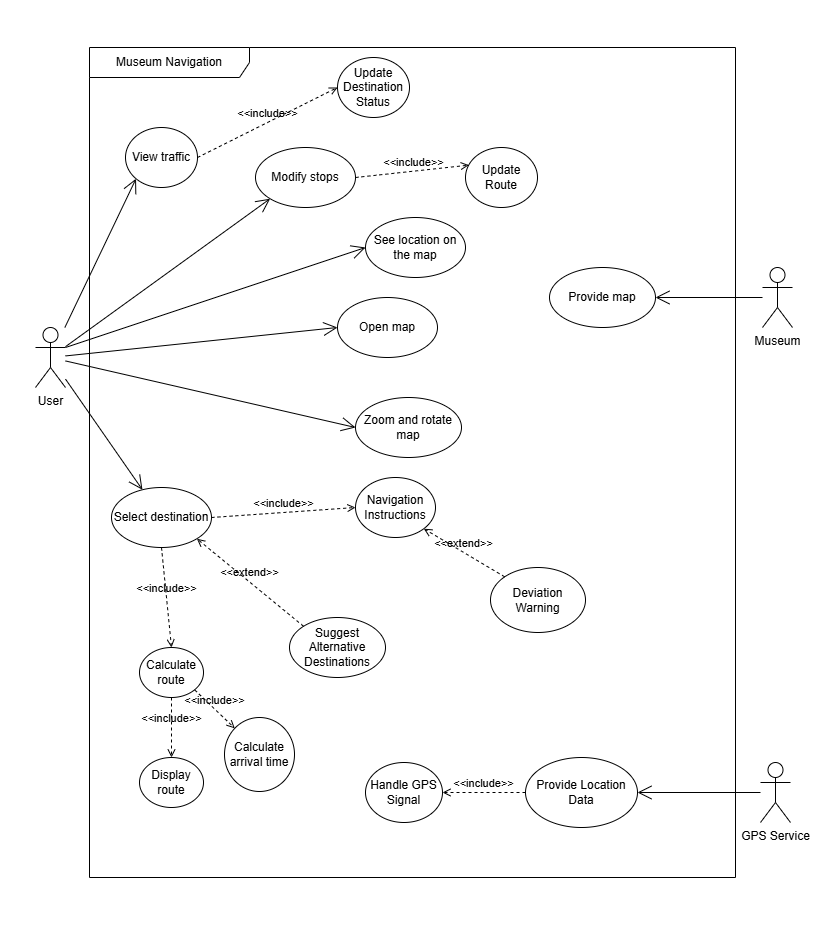 Museum Navigation
Update
Destination
Status
<<include>>
View traffic
<<include>>
Modify stops
Update
Route
See location on
the map
Provide map
Museum
Open map
User
Zoom and rotate
map
Select destination
<<include>>
Navigation
Instructions
<<extend>>
<<extend>>
<<include>>
Deviation
Warning
Suggest
Alternative
Destinations
Calculate
route
<<include>>
<<include>>
Calculate
arrival time
Display
route
Handle GPS
Signal
<<include>>
Provide Location
Data
GPS Service